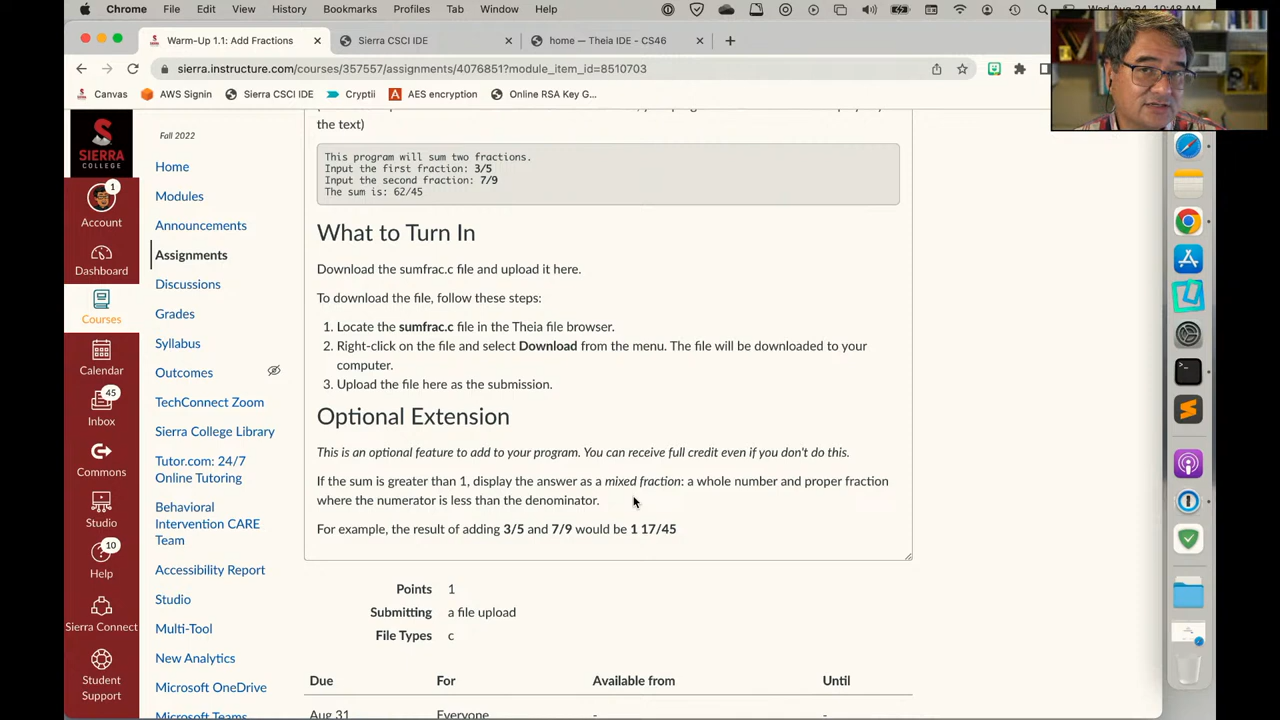 Chrome File Edit View History Bookmarks Profiles Tab Window Help
Warm-Up 1.1: Add Fractions
Sierra CSCI IDE
home — Theia IDE - CS46
sierra.instructure.com/courses/357557/assignments/4076851?module_item_id=8510703
Canvas AWS Signin Sierra CSCI IDE Cryptii AES encryption Online RSA Key G...
SIERRA
COLLEGE
1
Account
Dashboard
Courses
Calendar
45
Inbox
Commons
Studio
10
Help
Sierra Connect
Student
Support
Fall 2022
Home
Modules
Announcements
Assignments
Discussions
Grades
Syllabus
Outcomes
TechConnect Zoom
Sierra College Library
Tutor.com: 24/7
Online Tutoring
Behavioral
Intervention CARE
Team
Accessibility Report
Studio
Multi-Tool
New Analytics
Microsoft OneDrive
Microsoft Teams
the text)
This program will sum two fractions.
Input the first fraction: 3/5
Input the second fraction: 7/9
The sum is: 62/45
What to Turn In
Download the sumfrac.c file and upload it here.
To download the file, follow these steps:
1. Locate the sumfrac.c file in the Theia file browser.
2. Right-click on the file and select Download from the menu. The file will be downloaded to your
computer.
3. Upload the file here as the submission.
Optional Extension
This is an optional feature to add to your program. You can receive full credit even if you don't do this.
If the sum is greater than 1, display the answer as a mixed fraction: a whole number and proper fraction
where the numerator is less than the denominator.
For example, the result of adding 3/5 and 7/9 would be 1 17/45
Points 1
Submitting a file upload
File Types c
Due For Available from Until
Aug 31 Everyone - -